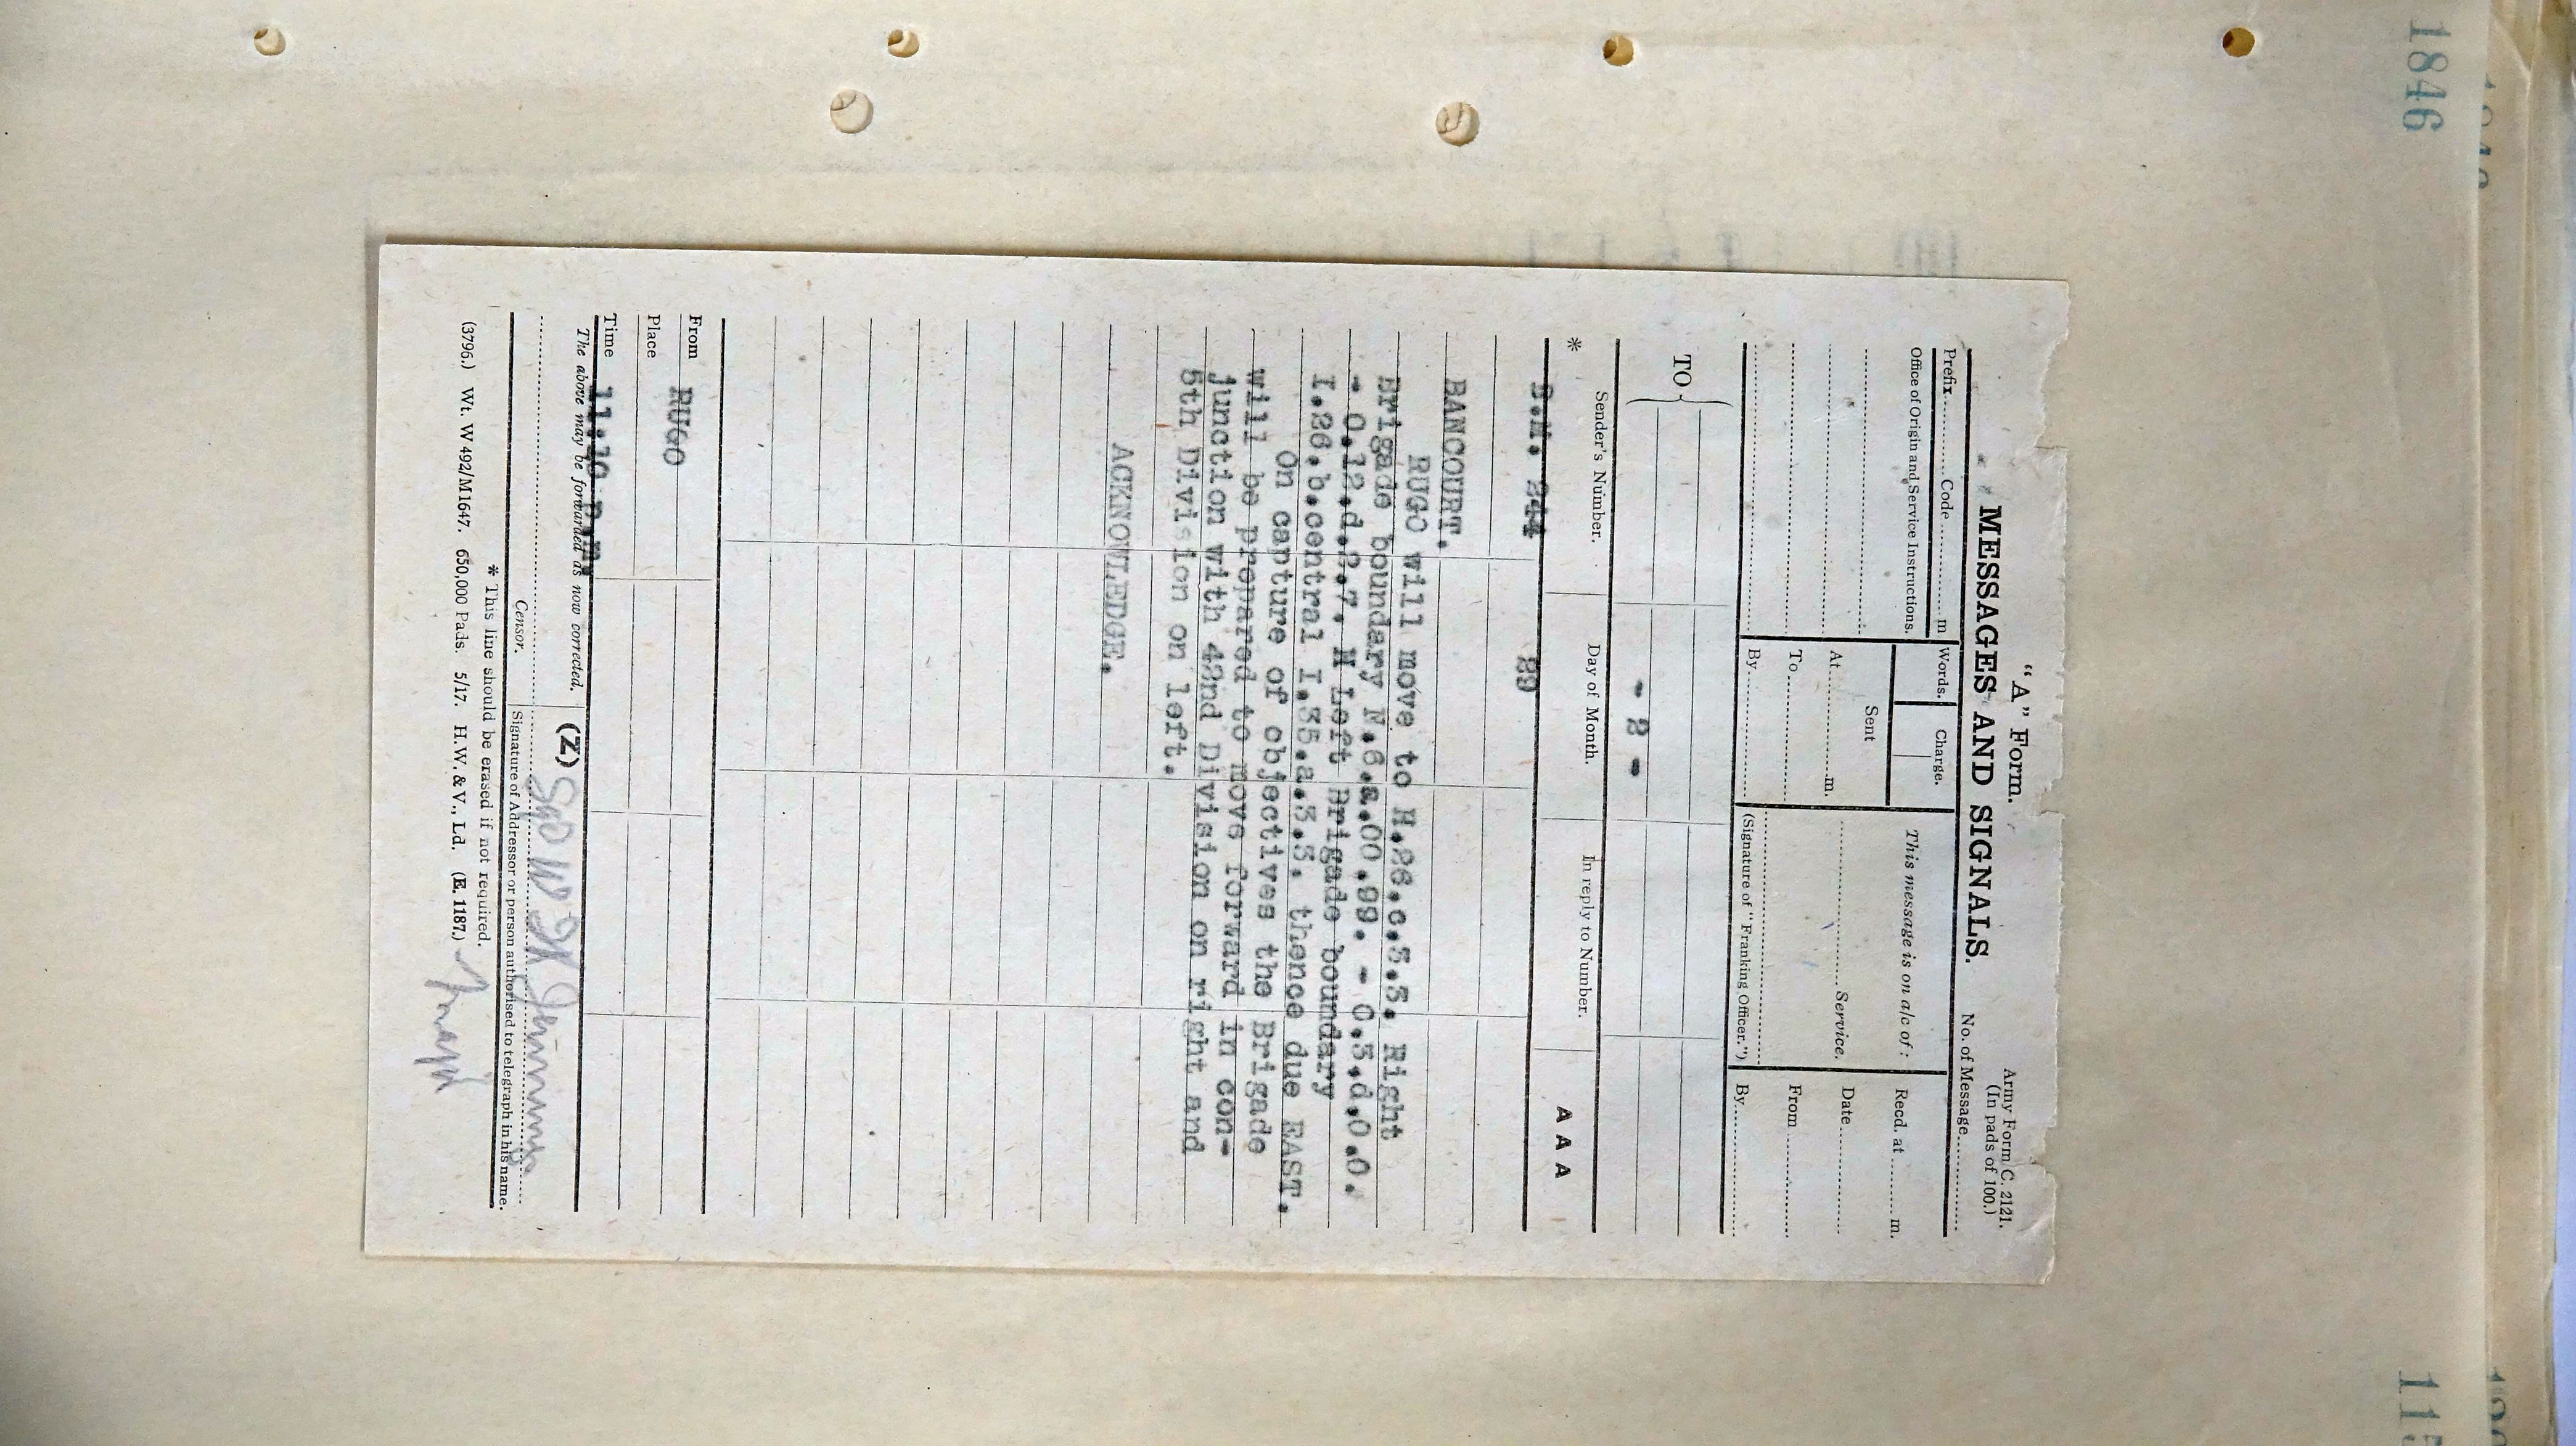 1846
115
"A" Form.
Army Form C. 2121.
(In pads of 100.)
MESSAGES AND SIGNALS.
No. of Message
Prefix Code m
Words. Charge.
This message is on a/c of :
Recd. at m.
Office of Origin and Service Instructions.
Sent
At m.
Service.
Date
To
From
By
(Signature of "Franking Officer.")
By
TO
- 2 -
* Sender's Number. Day of Month. In reply to Number. AAA
B.M. 244 29
BANCOURT.
RUGO will move to H.26.c.5.5. Right
Brigade boundary N.6.a.00.99. - O.5.d.0.0.
- O.12.d.2.7. Left Brigade boundary
I.26.b.central I.35.a.3.3. thence due EAST.
On capture of objectives the Brigade
will be prepared to move forward in con-
junction with 42nd Division on right and
5th Division on left.
ACKNOWLEDGE.
From RUGO
Place
Time 11.10 p.m.
The above may be forwarded as now corrected. (Z)
Censor. Signature of Addressor or person authorised to telegraph in his name.
* This line should be erased if not required.
(3796.) Wt. W492/M1647. 650,000 Pads. 5/17. H.W. & V., Ld. (E. 1187.)